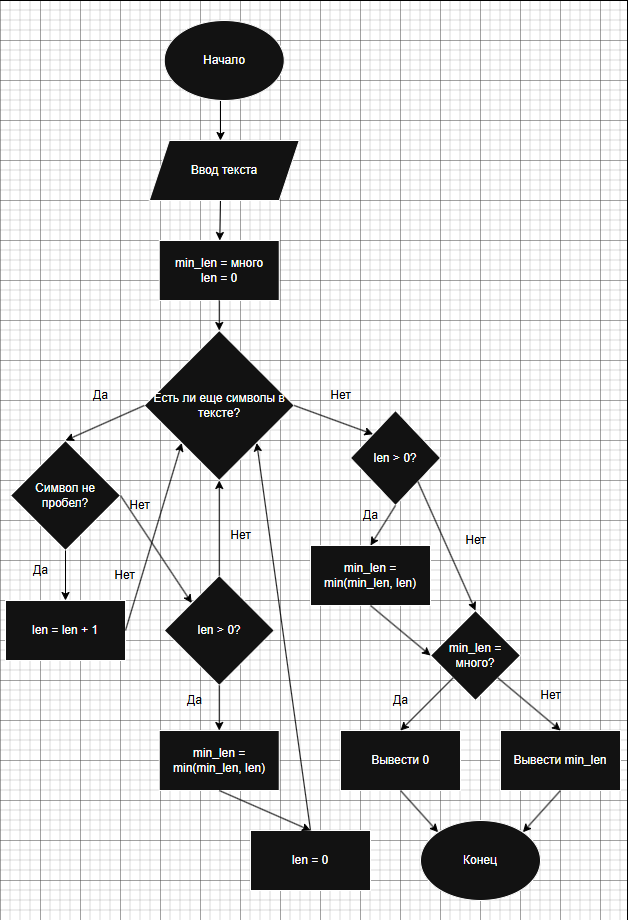 Начало
Ввод текста
min_len = много
len = 0
Есть ли еще символы в
тексте?
Да
Нет
len > 0?
Символ не
пробел?
Нет
Да
Нет
Нет
Да
Нет
min_len =
min(min_len, len)
len = len + 1
len > 0?
min_len =
много?
Да
Да
Нет
min_len =
min(min_len, len)
Вывести 0
Вывести min_len
len = 0
Конец